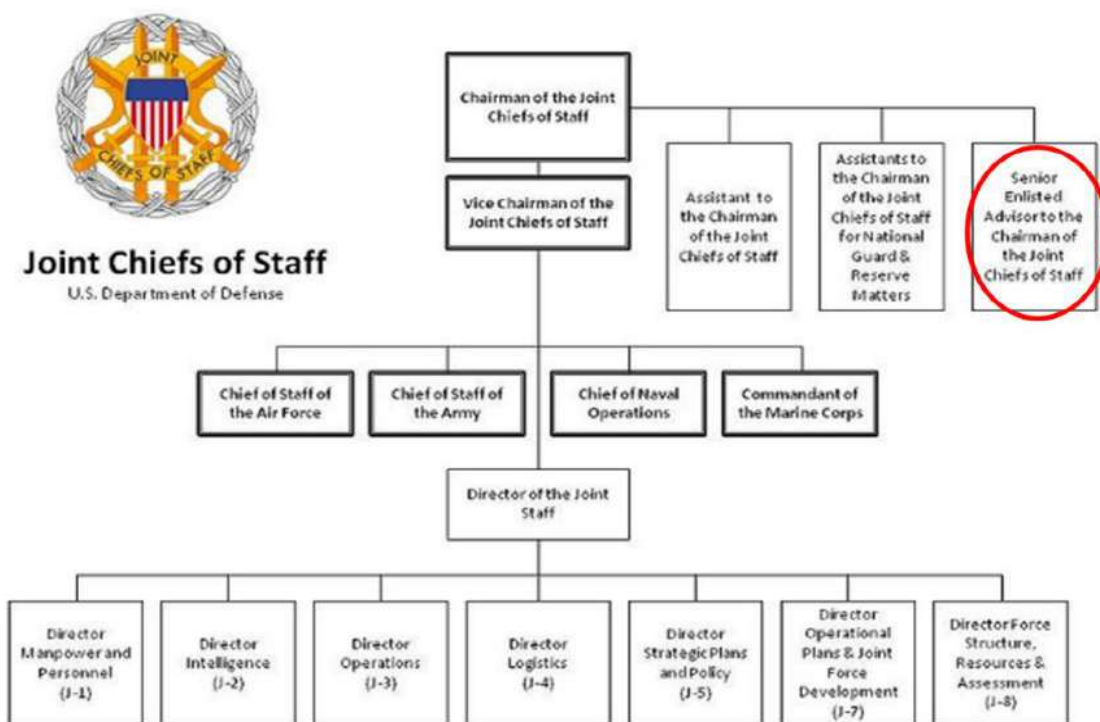 JOINT
CHIEFS OF STAFF
Joint Chiefs of Staff
U.S. Department of Defense
Chairman of the Joint
Chiefs of Staff
Vice Chairman of the
Joint Chiefs of Staff
Assistant to
the Chairman
of the Joint
Chiefs of Staff
Assistants to
the Chairman
of the Joint
Chiefs of Staff
for National
Guard &
Reserve
Matters
Senior
Enlisted
Advisor to the
Chairman of
the Joint
Chiefs of Staff
Chief of Staff of
the Air Force
Chief of Staff of
the Army
Chief of Naval
Operations
Commandant of
the Marine Corps
Director of the Joint
Staff
Director
Manpower and
Personnel
(J-1)
Director
Intelligence
(J-2)
Director
Operations
(J-3)
Director
Logistics
(J-4)
Director
Strategic Plans
and Policy
(J-5)
Director
Operational
Plans & Joint
Force
Development
(J-7)
Director Force
Structure,
Resources &
Assessment
(J-8)